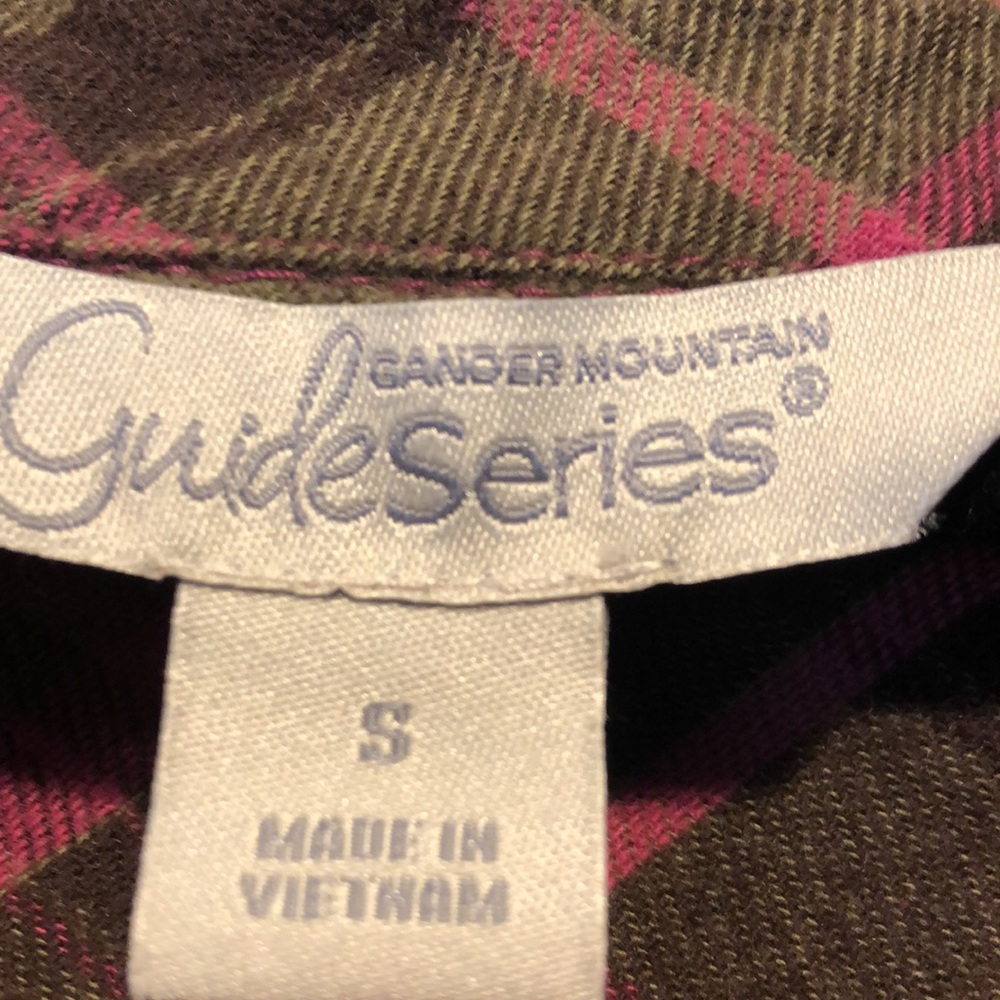 GANDER MOUNTAIN
GuideSeries®
S
MADE IN
VIETNAM